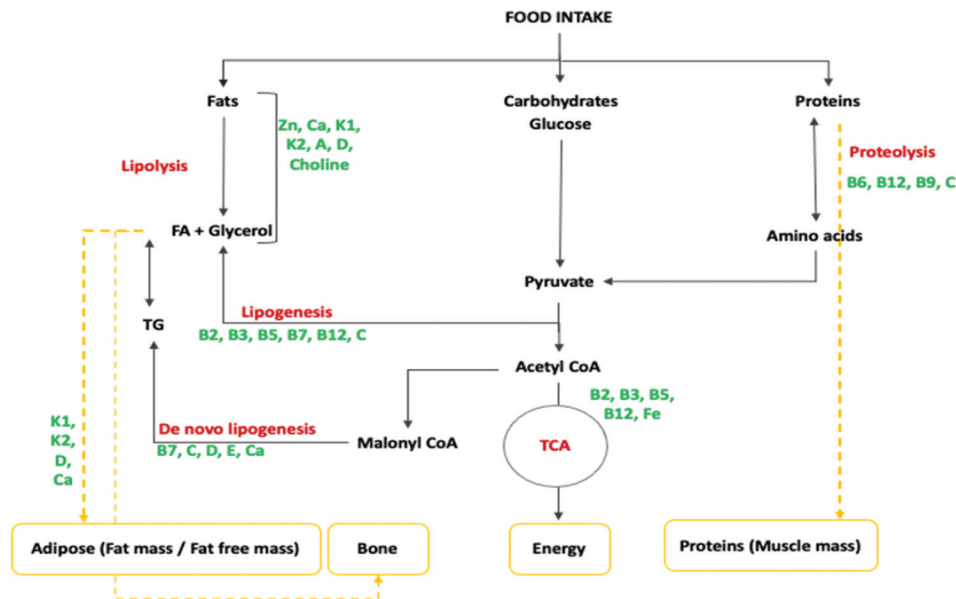 FOOD INTAKE
Fats
Carbohydrates
Glucose
Proteins
Zn, Ca, K1,
K2, A, D,
Choline
Lipolysis
Proteolysis
B6, B12, B9, C
FA + Glycerol
Amino acids
Pyruvate
Lipogenesis
B2, B3, B5, B7, B12, C
TG
Acetyl CoA
B2, B3, B5,
B12, Fe
K1,
K2,
D,
Ca
De novo lipogenesis
B7, C, D, E, Ca
Malonyl CoA
TCA
Adipose (Fat mass / Fat free mass)
Bone
Energy
Proteins (Muscle mass)